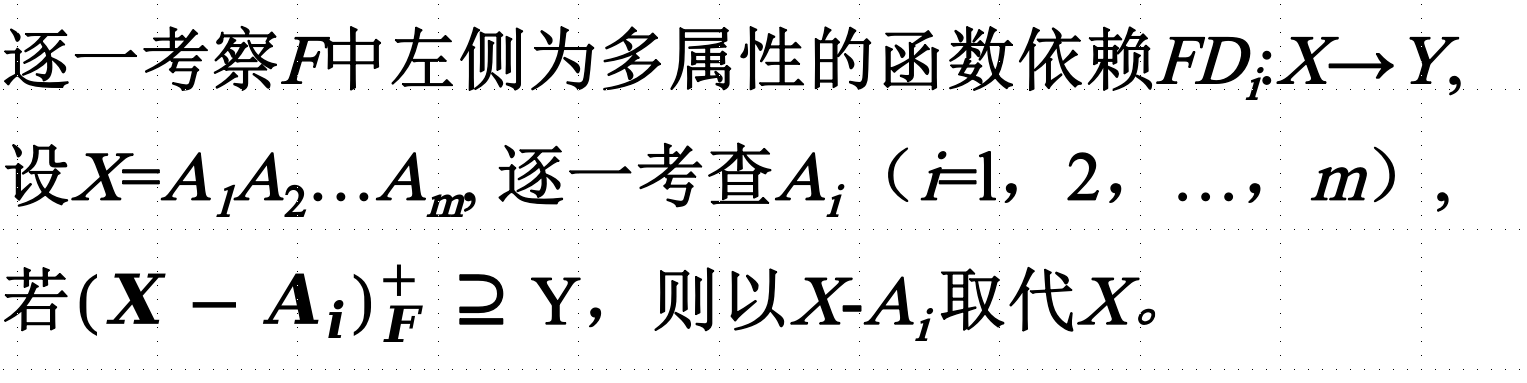 逐一考察F中左侧为多属性的函数依赖FDᵢ:X→Y,
设X=A₁A₂…Aₘ, 逐一考查Aᵢ（i=1，2，…，m）,
若(X − Aᵢ)⁺_F ⊇ Y，则以X-Aᵢ取代X。